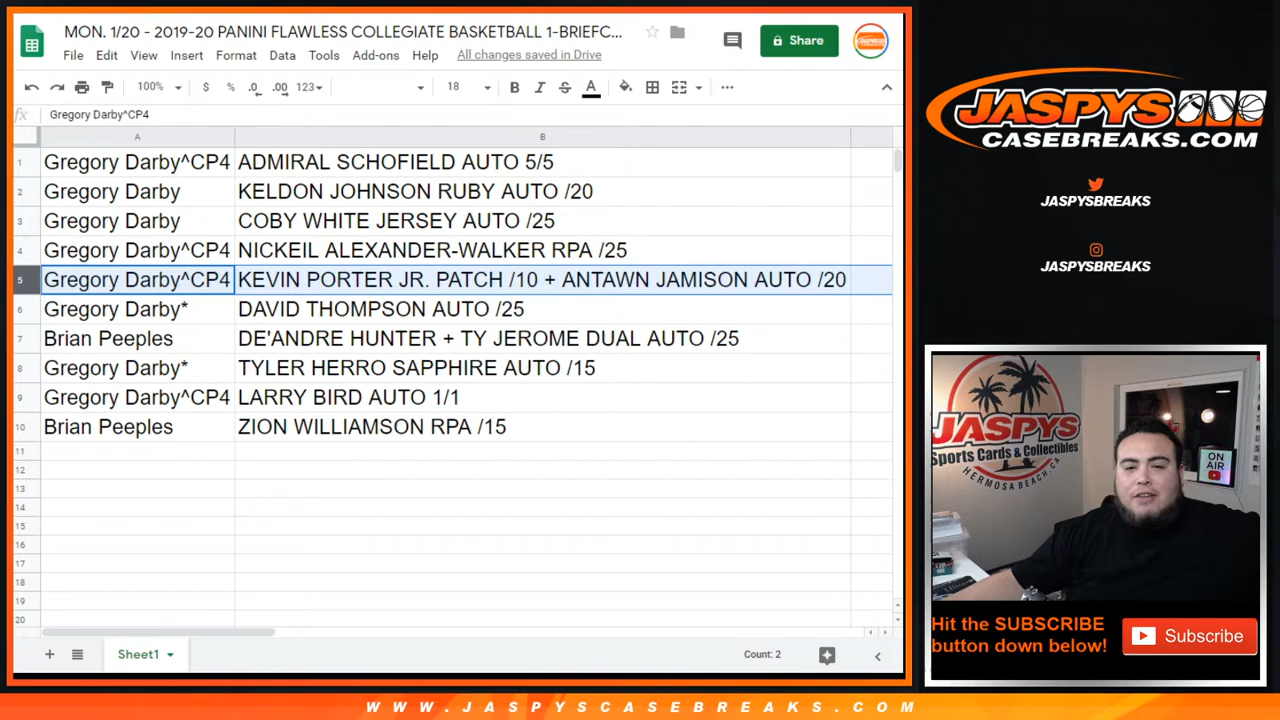 MON. 1/20 - 2019-20 PANINI FLAWLESS COLLEGIATE BASKETBALL 1-BRIEFC...
File Edit View Insert Format Data Tools Add-ons Help All changes saved in Drive
Share
100% $ % .0 .00 123 18 B I S A
fx Gregory Darby^CP4
A B
1 Gregory Darby^CP4 ADMIRAL SCHOFIELD AUTO 5/5
2 Gregory Darby KELDON JOHNSON RUBY AUTO /20
3 Gregory Darby COBY WHITE JERSEY AUTO /25
4 Gregory Darby^CP4 NICKEIL ALEXANDER-WALKER RPA /25
5 Gregory Darby^CP4 KEVIN PORTER JR. PATCH /10 + ANTAWN JAMISON AUTO /20
6 Gregory Darby* DAVID THOMPSON AUTO /25
7 Brian Peeples DE'ANDRE HUNTER + TY JEROME DUAL AUTO /25
8 Gregory Darby* TYLER HERRO SAPPHIRE AUTO /15
9 Gregory Darby^CP4 LARRY BIRD AUTO 1/1
10 Brian Peeples ZION WILLIAMSON RPA /15
11
12
13
14
15
16
17
18
19
20
Sheet1
Count: 2
JASPYS
CASEBREAKS.COM
JASPYSBREAKS
JASPYSBREAKS
JASPYS
Sports Cards & Collectibles
HERMOSA BEACH, CA
ON
AIR
Hit the SUBSCRIBE
button down below!
Subscribe
WWW.JASPYSCASEBREAKS.COM